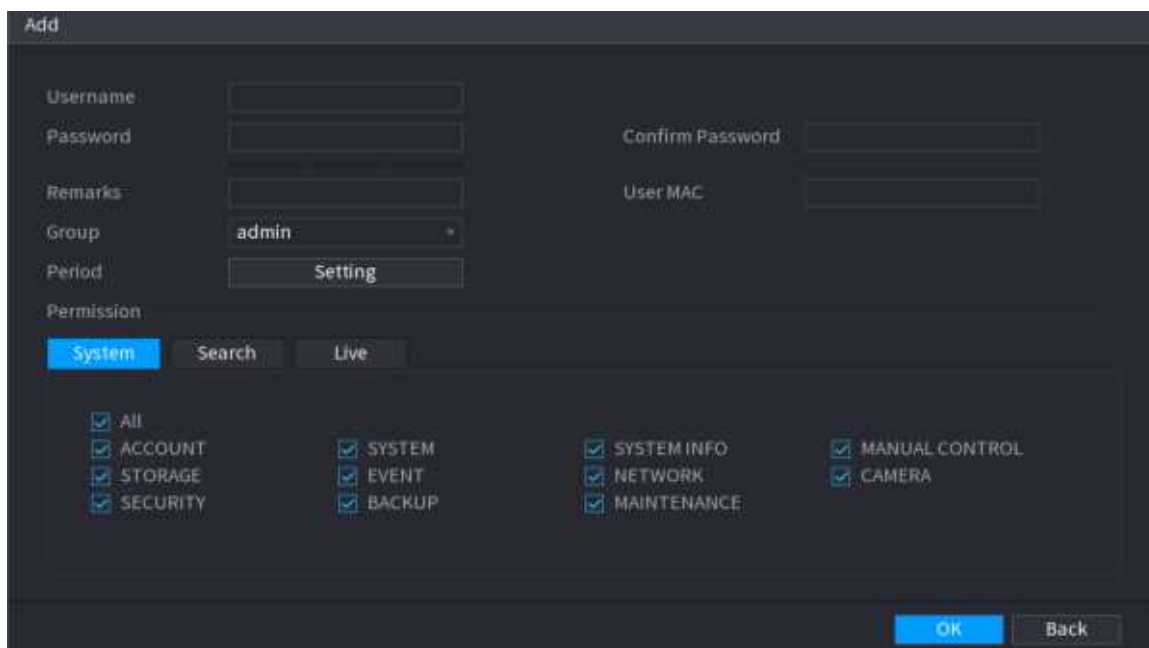 Add
Username
Password Confirm Password
Remarks User MAC
Group admin
Period Setting
Permission
System Search Live
All
ACCOUNT SYSTEM SYSTEM INFO MANUAL CONTROL
STORAGE EVENT NETWORK CAMERA
SECURITY BACKUP MAINTENANCE
OK Back